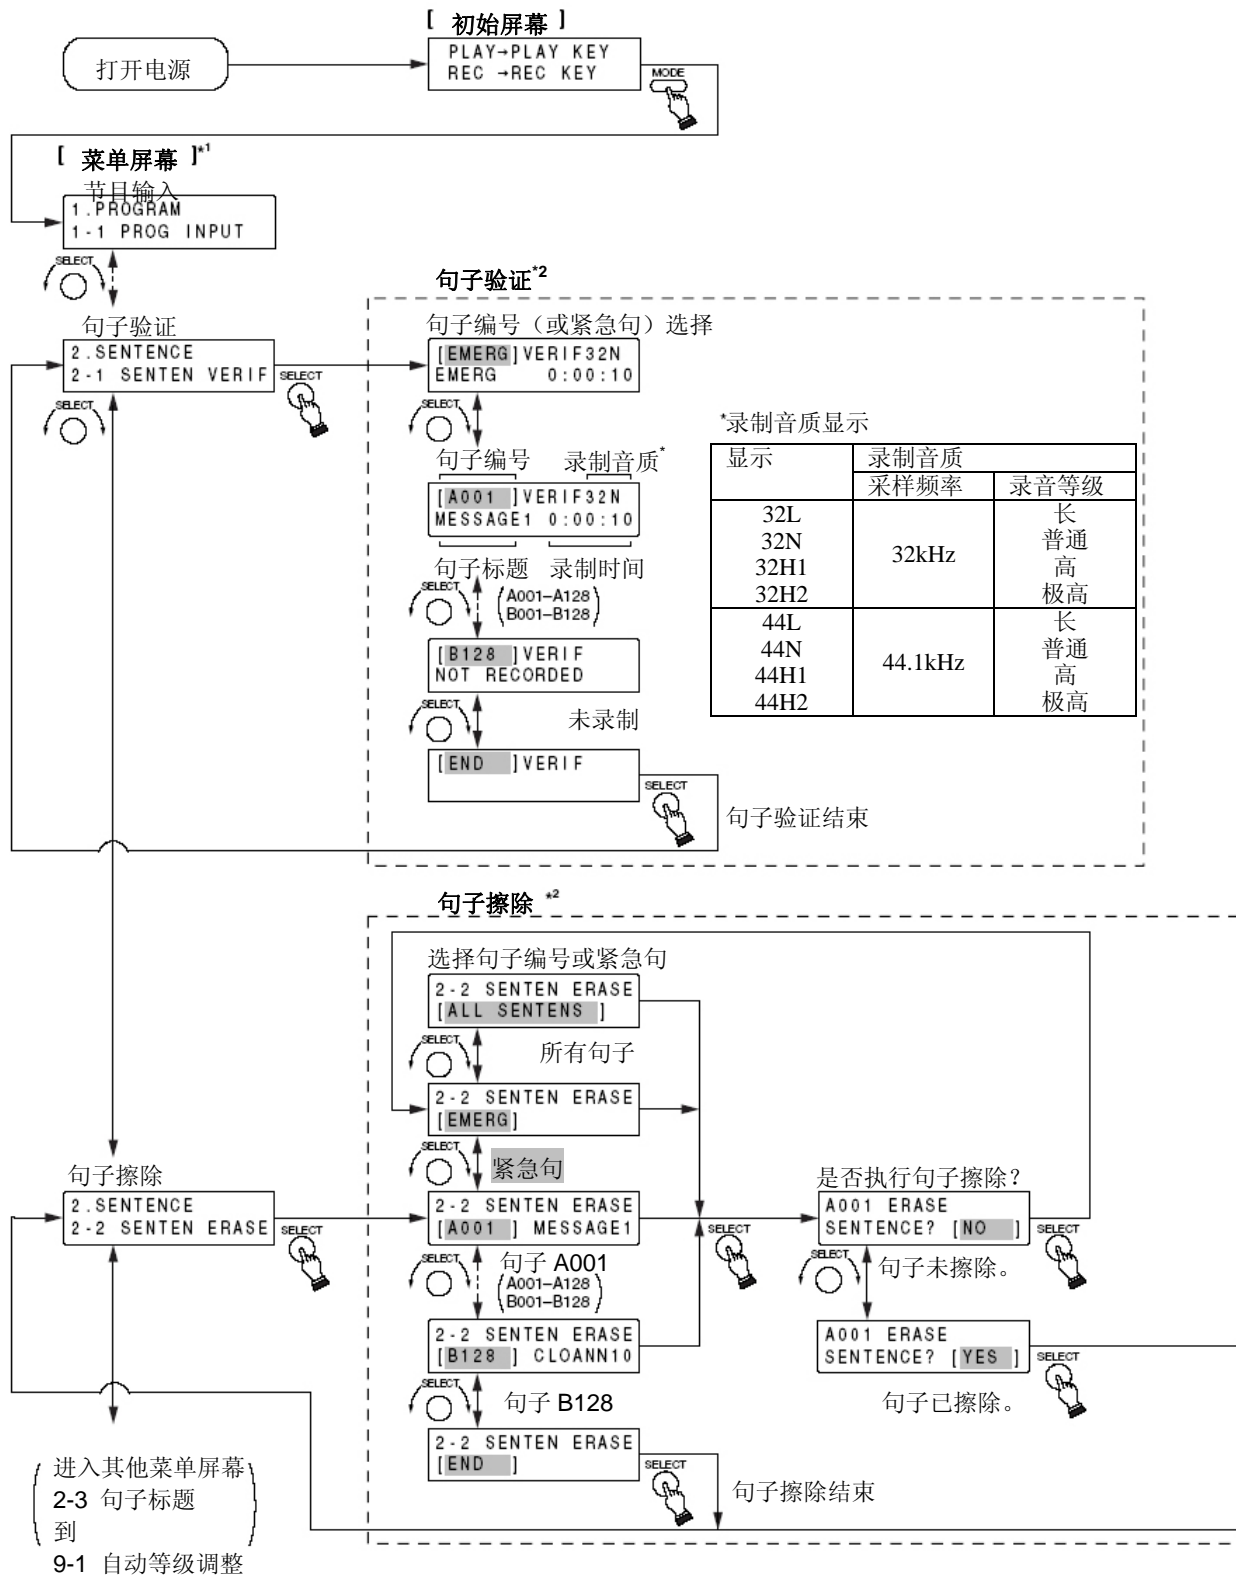 [ 初始屏幕 ]
打开电源
PLAY→PLAY KEY
REC →REC KEY
MODE
[ 菜单屏幕 ]*1
节目输入
1.PROGRAM
1-1 PROG INPUT
SELECT
句子验证
2.SENTENCE
2-1 SENTEN VERIF
SELECT
SELECT
句子验证*2
句子编号（或紧急句）选择
[EMERG]VERIF32N
EMERG 0:00:10
SELECT
句子编号 录制音质*
[A001 ]VERIF32N
MESSAGE1 0:00:10
句子标题 录制时间
SELECT
(A001–A128
B001–B128)
[B128 ]VERIF
NOT RECORDED
SELECT
未录制
[END ]VERIF
SELECT
句子验证结束
*录制音质显示
显示 录制音质
采样频率 录音等级
32L 长
32N 普通
32kHz
32H1 高
32H2 极高
44L 长
44N 普通
44.1kHz
44H1 高
44H2 极高
句子擦除 *2
选择句子编号或紧急句
2-2 SENTEN ERASE
[ALL SENTENS ]
SELECT
所有句子
2-2 SENTEN ERASE
[EMERG]
SELECT
紧急句
句子擦除
2.SENTENCE
2-2 SENTEN ERASE
SELECT
2-2 SENTEN ERASE
[A001 ] MESSAGE1
SELECT
是否执行句子擦除？
A001 ERASE
SENTENCE? [NO ]
SELECT
SELECT
句子未擦除。
SELECT
句子 A001
(A001–A128
B001–B128)
2-2 SENTEN ERASE
[B128 ] CLOANN10
A001 ERASE
SENTENCE? [YES ]
SELECT
句子已擦除。
SELECT
句子 B128
2-2 SENTEN ERASE
[END ]
SELECT
句子擦除结束
(进入其他菜单屏幕
2-3 句子标题
到)
9-1 自动等级调整